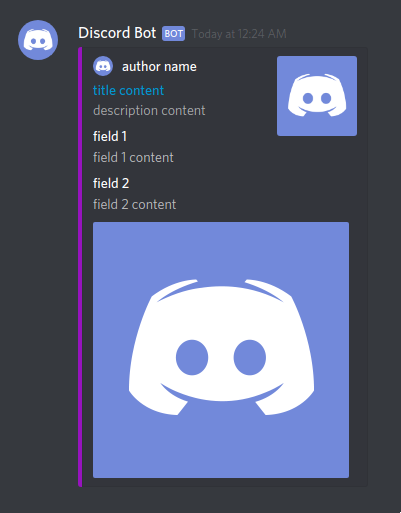 Discord Bot BOT Today at 12:24 AM
author name
title content
description content
field 1
field 1 content
field 2
field 2 content